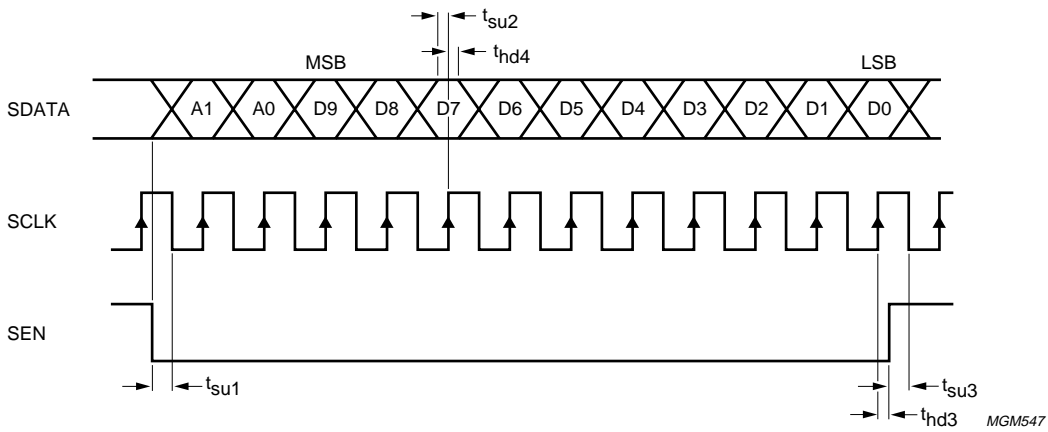 tsu2
thd4
MSB LSB
SDATA A1 A0 D9 D8 D7 D6 D5 D4 D3 D2 D1 D0
SCLK
SEN
tsu1 tsu3
thd3 MGM547